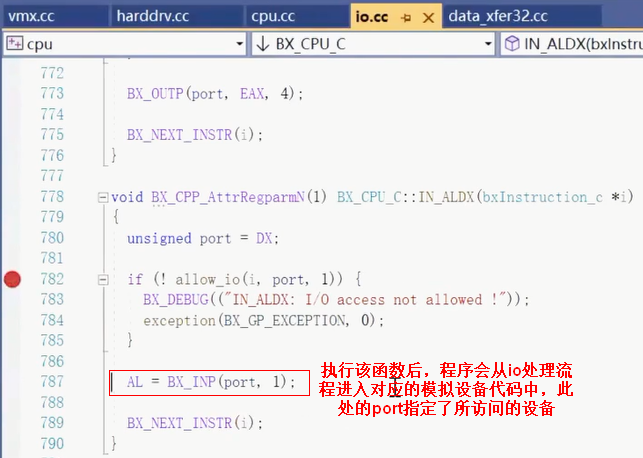 vmx.cc harddrv.cc cpu.cc io.cc data_xfer32.cc
cpu BX_CPU_C IN_ALDX(bxInstru
772
773 BX_OUTP(port, EAX, 4);
774
775 BX_NEXT_INSTR(i);
776 }
777
778 void BX_CPP_AttrRegparmN(1) BX_CPU_C::IN_ALDX(bxInstruction_c *i)
779 {
780 unsigned port = DX;
781
782 if (! allow_io(i, port, 1)) {
783 BX_DEBUG(("IN_ALDX: I/O access not allowed !"));
784 exception(BX_GP_EXCEPTION, 0);
785 }
786
787 AL = BX_INP(port, 1);
788
789 BX_NEXT_INSTR(i);
790 }
执行该函数后，程序会从io处理流
程进入对应的模拟设备代码中，此
处的port指定了所访问的设备